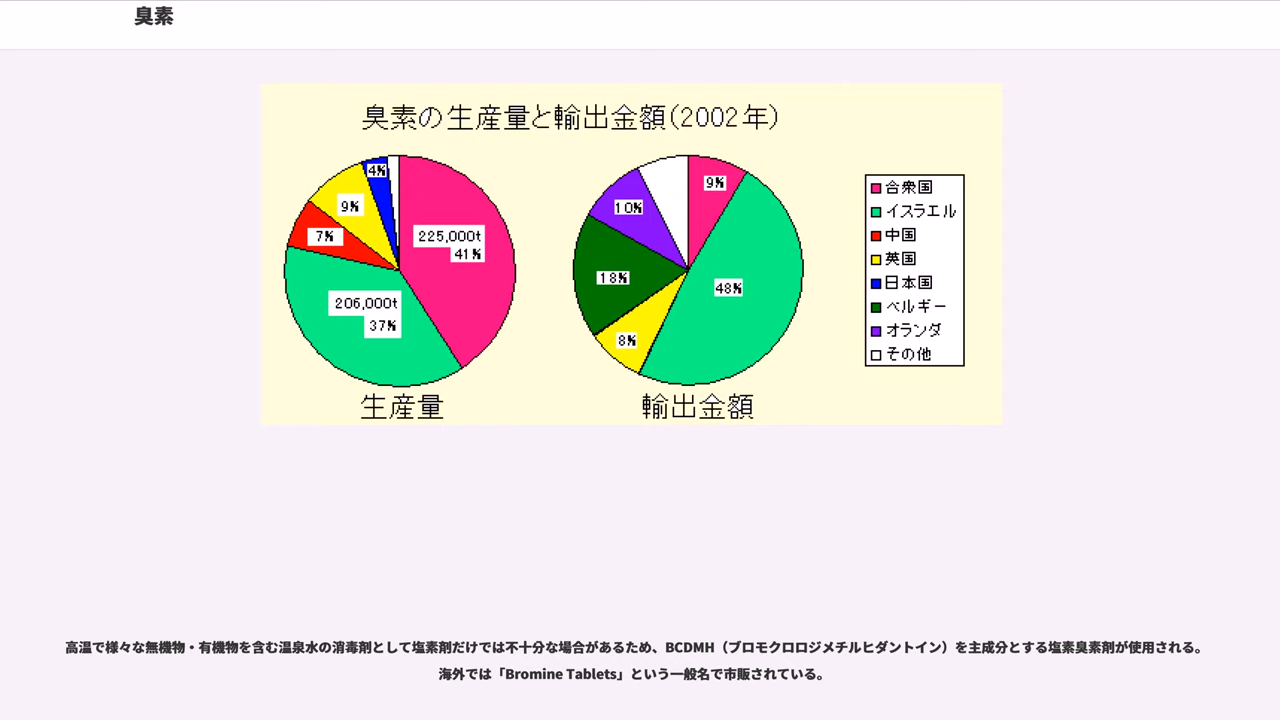 臭素
臭素の生産量と輸出金額(2002年)
4%
9%
7%
225,000t
41%
206,000t
37%
生産量
9%
10%
18%
48%
8%
輸出金額
合衆国
イスラエル
中国
英国
日本国
ベルギー
オランダ
その他
高温で様々な無機物・有機物を含む温泉水の消毒剤として塩素剤だけでは不十分な場合があるため、BCDMH（ブロモクロロジメチルヒダントイン）を主成分とする塩素臭素剤が使用される。
海外では「Bromine Tablets」という一般名で市販されている。